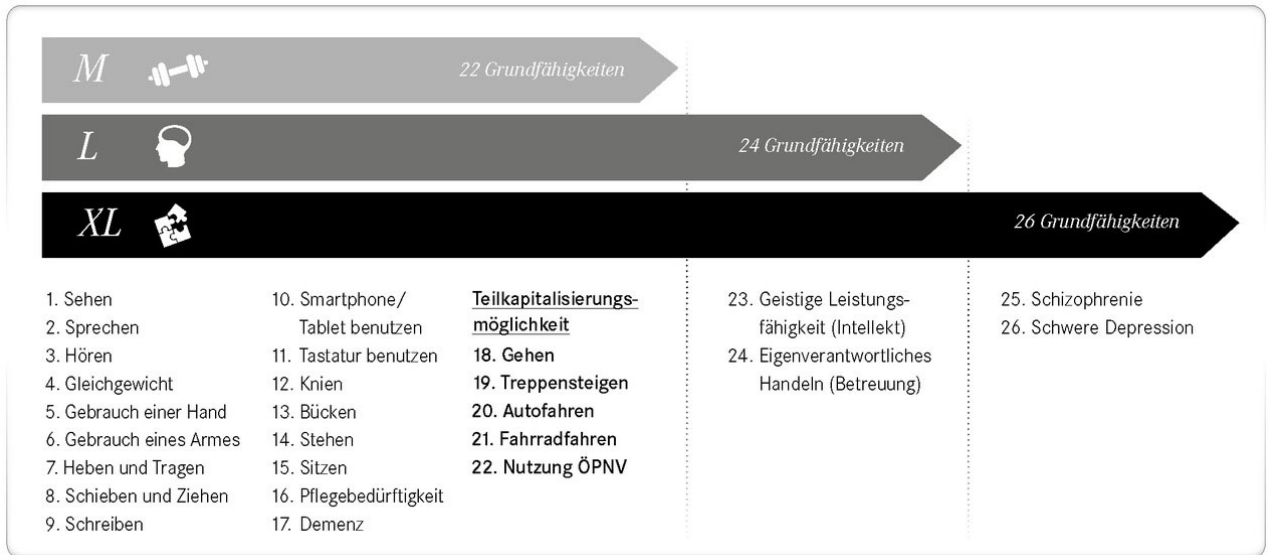 M
22 Grundfähigkeiten
L
24 Grundfähigkeiten
XL
26 Grundfähigkeiten
1. Sehen
2. Sprechen
3. Hören
4. Gleichgewicht
5. Gebrauch einer Hand
6. Gebrauch eines Armes
7. Heben und Tragen
8. Schieben und Ziehen
9. Schreiben
10. Smartphone/
Tablet benutzen
11. Tastatur benutzen
12. Knien
13. Bücken
14. Stehen
15. Sitzen
16. Pflegebedürftigkeit
17. Demenz
Teilkapitalisierungs-
möglichkeit
18. Gehen
19. Treppensteigen
20. Autofahren
21. Fahrradfahren
22. Nutzung ÖPNV
23. Geistige Leistungs-
fähigkeit (Intellekt)
24. Eigenverantwortliches
Handeln (Betreuung)
25. Schizophrenie
26. Schwere Depression